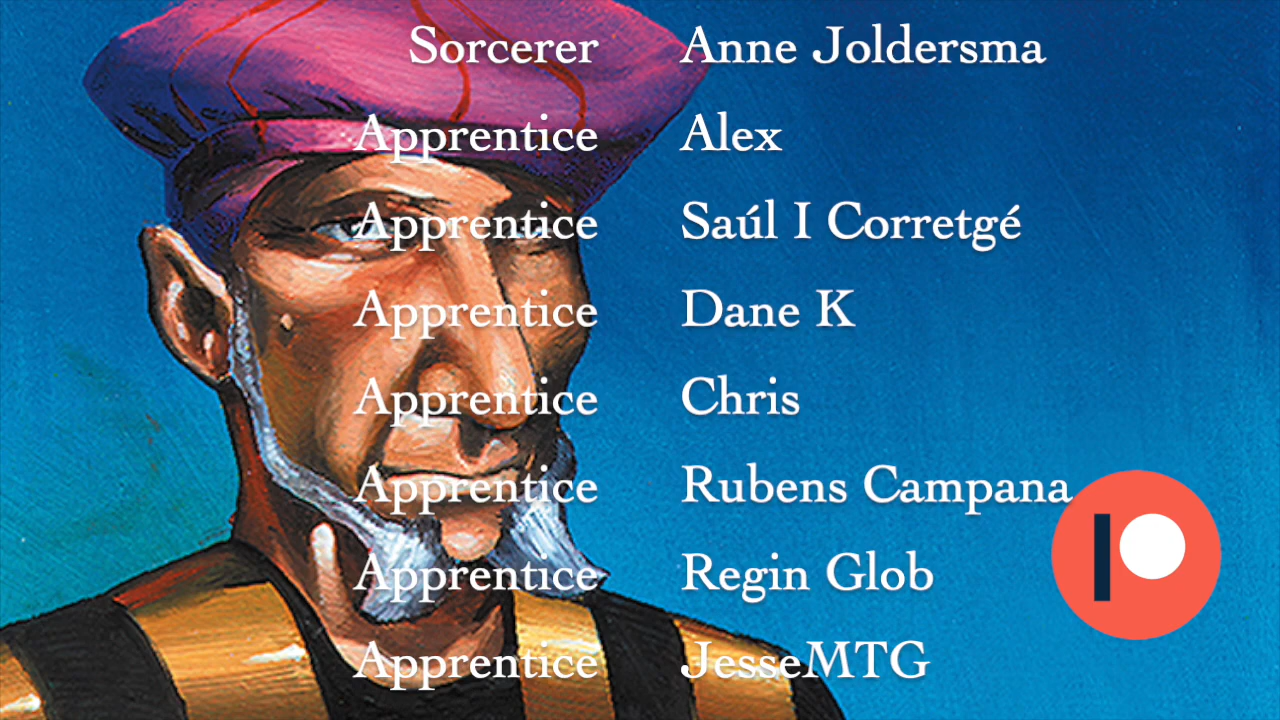 Sorcerer Anne Joldersma
Apprentice Alex
Apprentice Saúl I Corretgé
Apprentice Dane K
Apprentice Chris
Apprentice Rubens Campana
Apprentice Regin Glob
Apprentice JesseMTG